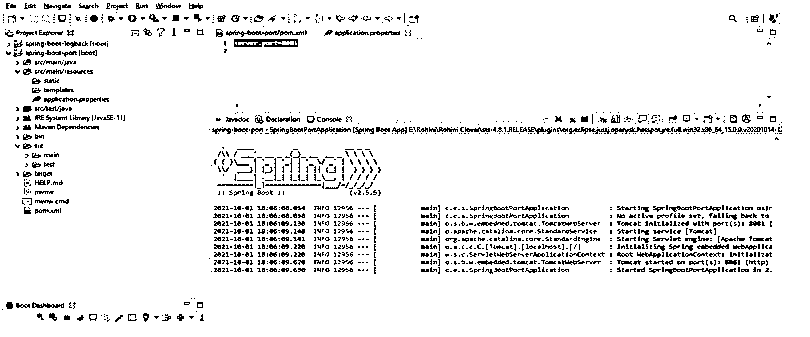 File Edit Navigate Search Project Run Window Help
Project Explorer
spring-boot-logback [boot]
spring-boot-port [boot]
src/main/java
src/main/resources
static
templates
application.properties
src/test/java
JRE System Library [JavaSE-11]
Maven Dependencies
bin
src
main
test
target
HELP.md
mvnw
mvnw.cmd
pom.xml
Boot Dashboard
spring-boot-port/pom.xml application.properties
1 server.port=8081
2
Javadoc Declaration Console
spring-boot-port - SpringBootPortApplication [Spring Boot App]
:: Spring Boot :: (v2.5.5)
2021-10-01 18:06:08.054 INFO 12956 --- [ main] c.e.s.SpringBootPortApplication : Starting SpringBootPortApplication
2021-10-01 18:06:08.058 INFO 12956 --- [ main] c.e.s.SpringBootPortApplication : No active profile set, falling back to
2021-10-01 18:06:09.130 INFO 12956 --- [ main] o.s.b.w.embedded.tomcat.TomcatWebServer : Tomcat initialized with port(s): 8081 (
2021-10-01 18:06:09.140 INFO 12956 --- [ main] o.apache.catalina.core.StandardService : Starting service [Tomcat]
2021-10-01 18:06:09.141 INFO 12956 --- [ main] org.apache.catalina.core.StandardEngine : Starting Servlet engine: [Apache Tomcat
2021-10-01 18:06:09.220 INFO 12956 --- [ main] o.a.c.c.C.[Tomcat].[localhost].[/] : Initializing Spring embedded WebApplica
2021-10-01 18:06:09.220 INFO 12956 --- [ main] w.s.c.ServletWebServerApplicationContext : Root WebApplicationContext: initializat
2021-10-01 18:06:09.670 INFO 12956 --- [ main] o.s.b.w.embedded.tomcat.TomcatWebServer : Tomcat started on port(s): 8081 (http)
2021-10-01 18:06:09.690 INFO 12956 --- [ main] c.e.s.SpringBootPortApplication : Started SpringBootPortApplication in 2.